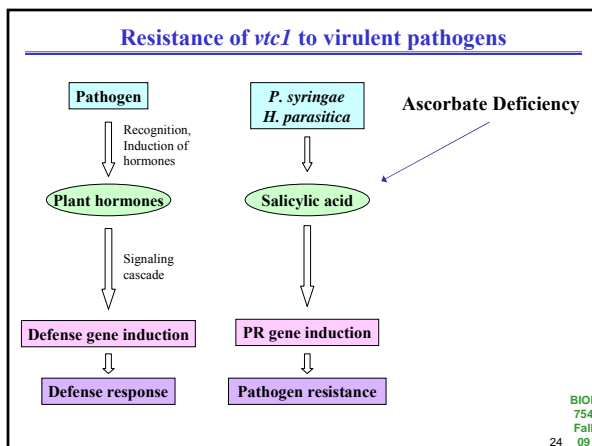 Resistance of vtc1 to virulent pathogens
Pathogen
Recognition,
Induction of
hormones
Plant hormones
Signaling
cascade
Defense gene induction
Defense response
P. syringae
H. parasitica
Salicylic acid
PR gene induction
Pathogen resistance
Ascorbate Deficiency
BIOL
754
Fall
24 09